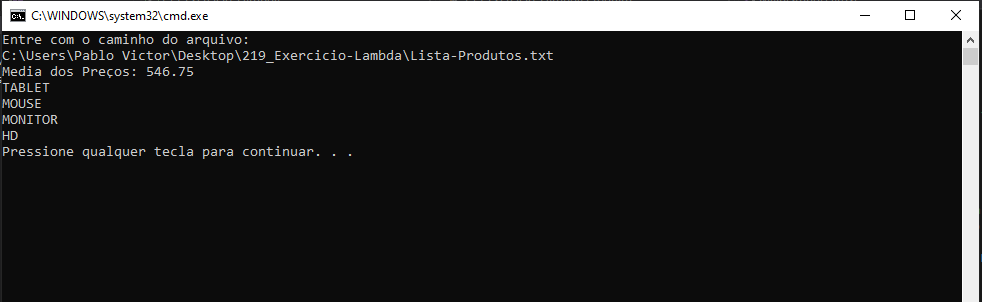 C:\WINDOWS\system32\cmd.exe
Entre com o caminho do arquivo:
C:\Users\Pablo Victor\Desktop\219_Exercicio-Lambda\Lista-Produtos.txt
Media dos Preços: 546.75
TABLET
MOUSE
MONITOR
HD
Pressione qualquer tecla para continuar. . .